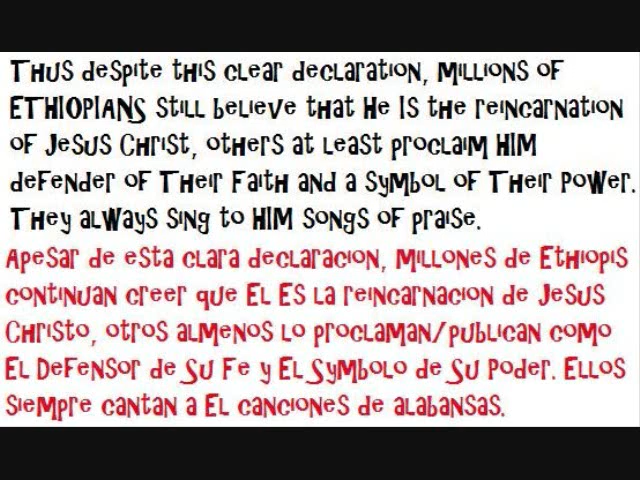 Thus despite this clear declaration, Millions of
ETHIOPIANS still believe that He is the reincarnation
of Jesus Christ, others at least proclaim HIM
defender of Their Faith and a symbol of Their Power.
They always sing to HIM songs of praise.
Apesar de esta clara declaracion, Millones de Ethiopis
continuan creer que El Es la reincarnacion de Jesus
Christo, otros almenos lo proclaman/publican como
El Defensor de Su Fe y El Symbolo de Su Poder. Ellos
siempre cantan a El canciones de alabansas.